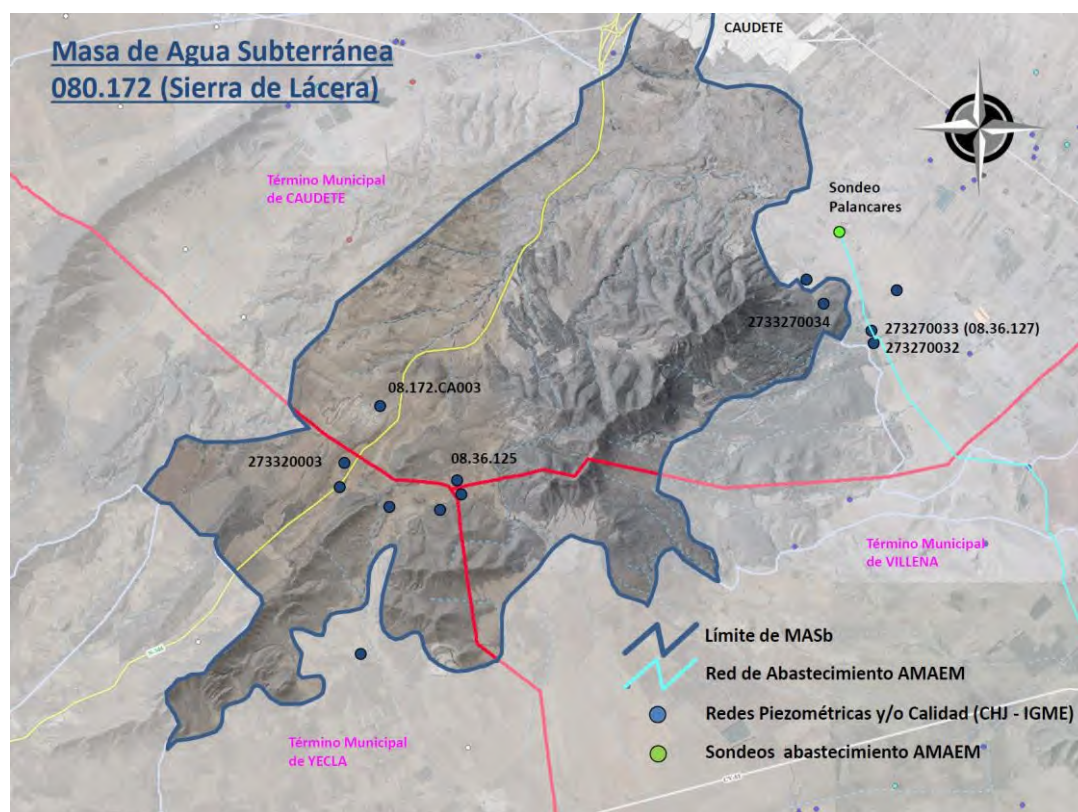 Masa de Agua Subterránea
080.172 (Sierra de Lácera)
CAUDETE
Término Municipal
de CAUDETE
Sondeo
Palancares
2733270034
273270033 (08.36.127)
273270032
08.172.CA003
273320003
08.36.125
Término Municipal
de VILLENA
Término Municipal
de YECLA
Límite de MASb
Red de Abastecimiento AMAEM
Redes Piezométricas y/o Calidad (CHJ - IGME)
Sondeos abastecimiento AMAEM